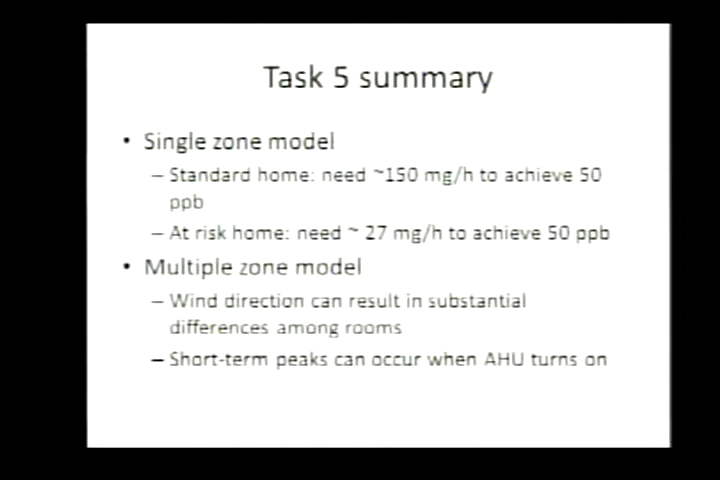 Task 5 summary
• Single zone model
– Standard home: need ~150 mg/h to achieve 50
ppb
– At risk home: need ~ 27 mg/h to achieve 50 ppb
• Multiple zone model
– Wind direction can result in substantial
differences among rooms
– Short-term peaks can occur when AHU turns on